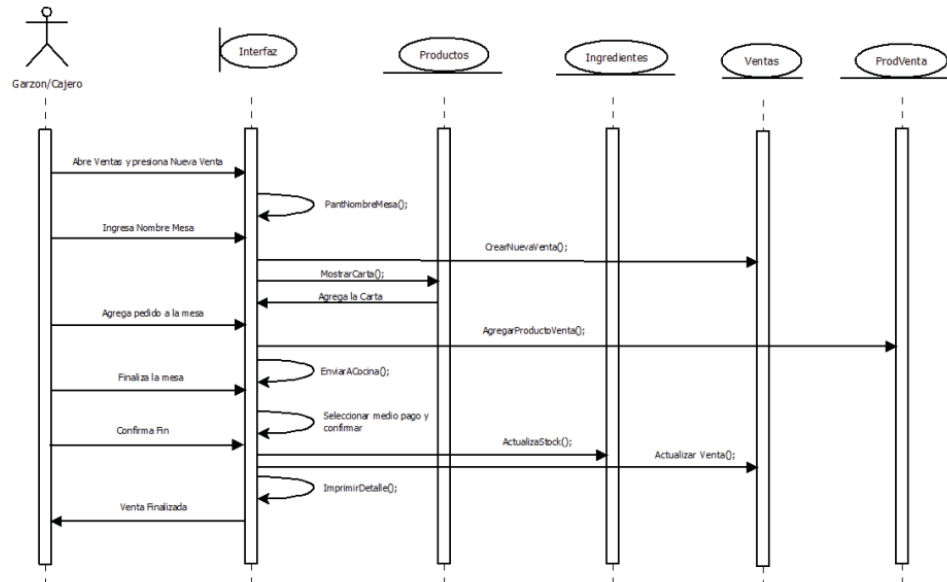 Garzon/Cajero
Interfaz
Productos
Ingredientes
Ventas
ProdVenta
Abre Ventas y presiona Nueva Venta
PantNombreMesa();
Ingresa Nombre Mesa
CrearNuevaVenta();
MostrarCarta();
Agrega la Carta
Agrega pedido a la mesa
AgregarProductoVenta();
EnviarACocina();
Finaliza la mesa
Seleccionar medio pago y
confirmar
Confirma Fin
ActualizaStock();
Actualizar Venta();
ImprimirDetalle();
Venta Finalizada